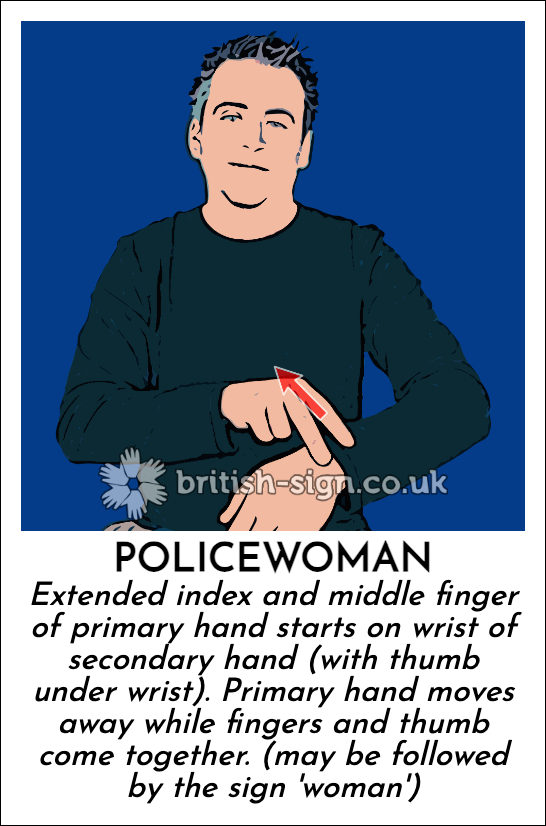 british-sign.co.uk
POLICEWOMAN
Extended index and middle finger
of primary hand starts on wrist of
secondary hand (with thumb
under wrist). Primary hand moves
away while fingers and thumb
come together. (may be followed
by the sign 'woman')